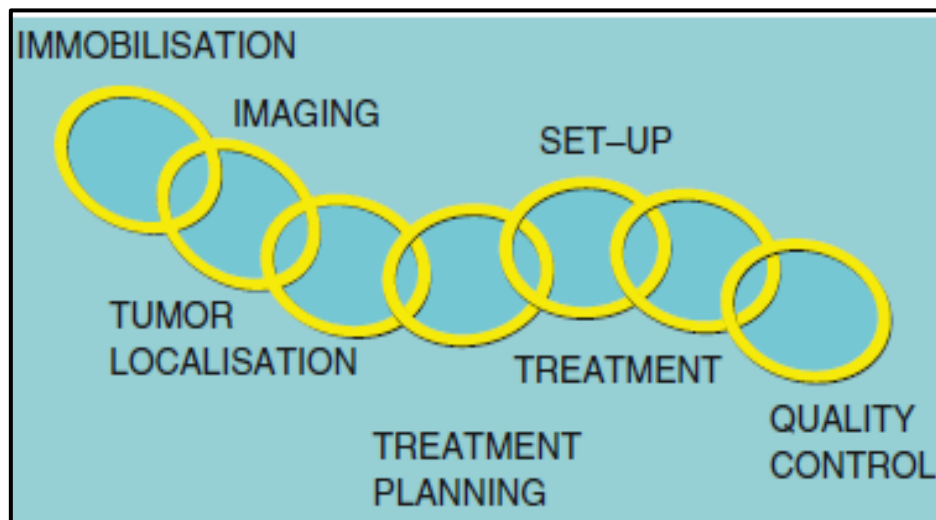 IMMOBILISATION
IMAGING
SET–UP
TUMOR
LOCALISATION
TREATMENT
TREATMENT
PLANNING
QUALITY
CONTROL